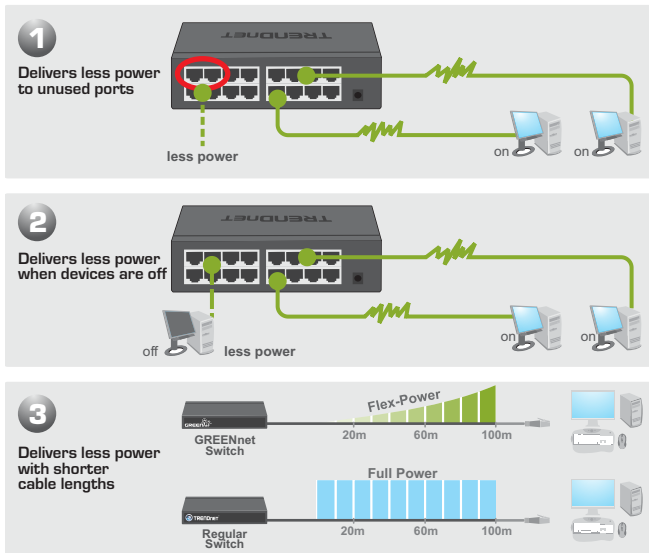 1
Delivers less power
to unused ports
TRENDnet
less power
on
on
2
Delivers less power
when devices are off
TRENDnet
off
less power
on
on
3
Delivers less power
with shorter
cable lengths
GREENnet
GREENnet
Switch
Flex-Power
20m
60m
100m
TRENDnet
Regular
Switch
Full Power
20m
60m
100m